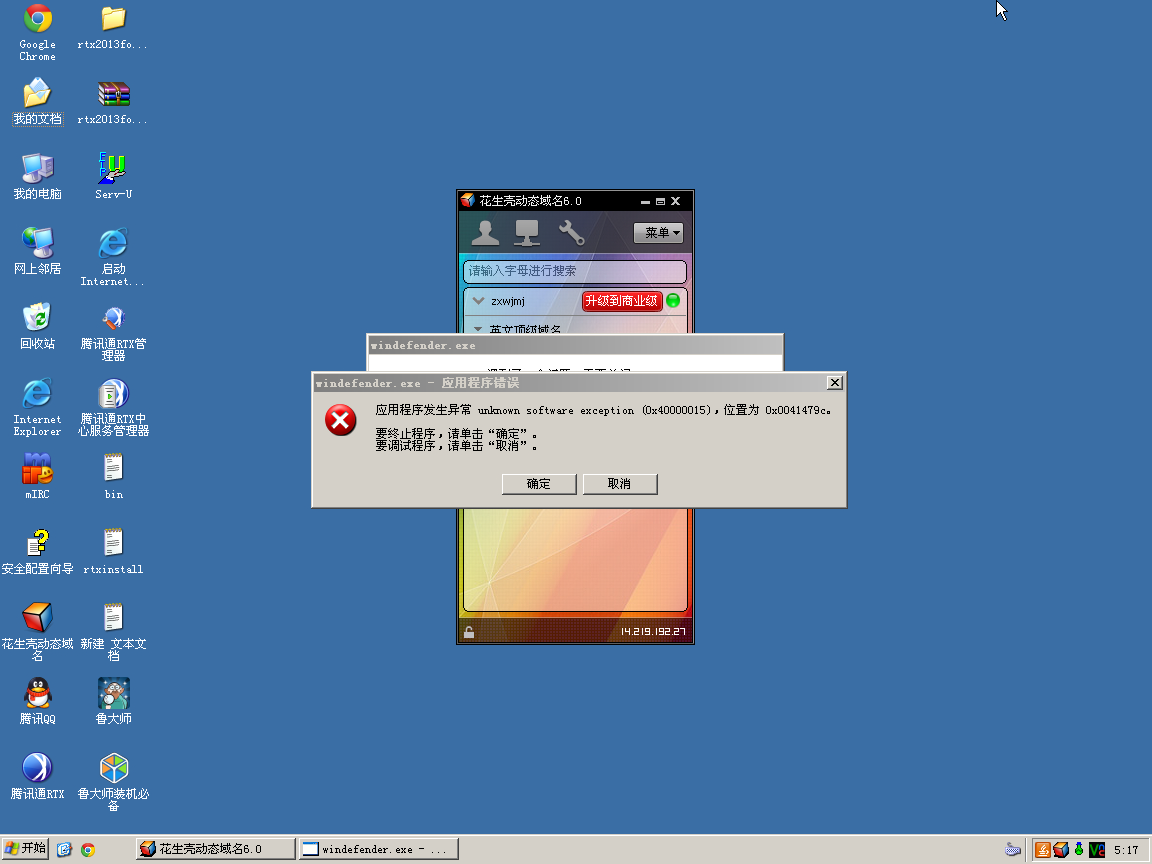 Google
Chrome
rtx2013fo...
我的文档
rtx2013fo...
我的电脑
Serv-U
网上邻居
启动
Internet...
回收站
腾讯通RTX管
理器
Internet
Explorer
腾讯通RTX中
心服务管理器
mIRC
bin
安全配置向导
rtxinstall
花生壳动态域
名
新建 文本文
档
腾讯QQ
鲁大师
腾讯通RTX
鲁大师装机必
备
花生壳动态域名6.0
菜单
请输入字母进行搜索
zxwjmj
升级到商业级
英文顶级域名
windefender.exe
windefender.exe - 应用程序错误
应用程序发生异常 unknown software exception (0x40000015)，位置为 0x0041479c。
要终止程序，请单击“确定”。
要调试程序，请单击“取消”。
确定
取消
14.219.192.27
开始
花生壳动态域名6.0
windefender.exe - ...
5:17